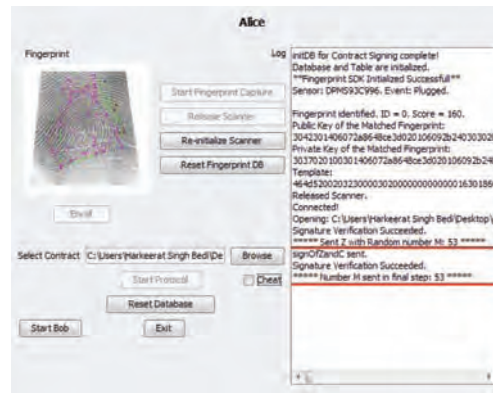 Alice
Fingerprint
Log
initDB for Contract Signing complete!
Database and Table are initialized.
**Fingerprint SDK Initialized Successfull**
Sensor: DPMS93C996. Event: Plugged.
Start Fingerprint Capture
Fingerprint identified. ID = 0. Score = 160.
Release Scanner
Public Key of the Matched Fingerprint:
Re-initialize Scanner
Private Key of the Matched Fingerprint:
Reset Fingerprint DB
Template:
Released Scanner.
Connected!
Enroll
Opening: C:\Users\Harkeerat Singh Bedi\Desktop\
Signature Verification Succeeded.
***** Sent Z with Random number M: 53 *****
Select Contract C:\Users\Harkeerat Singh Bedi\De Browse
signOfZandC sent.
Signature Verification Succeeded.
Start Protocol Cheat
***** Number M sent in final step: 53 *****
Reset Database
Start Bob Exit